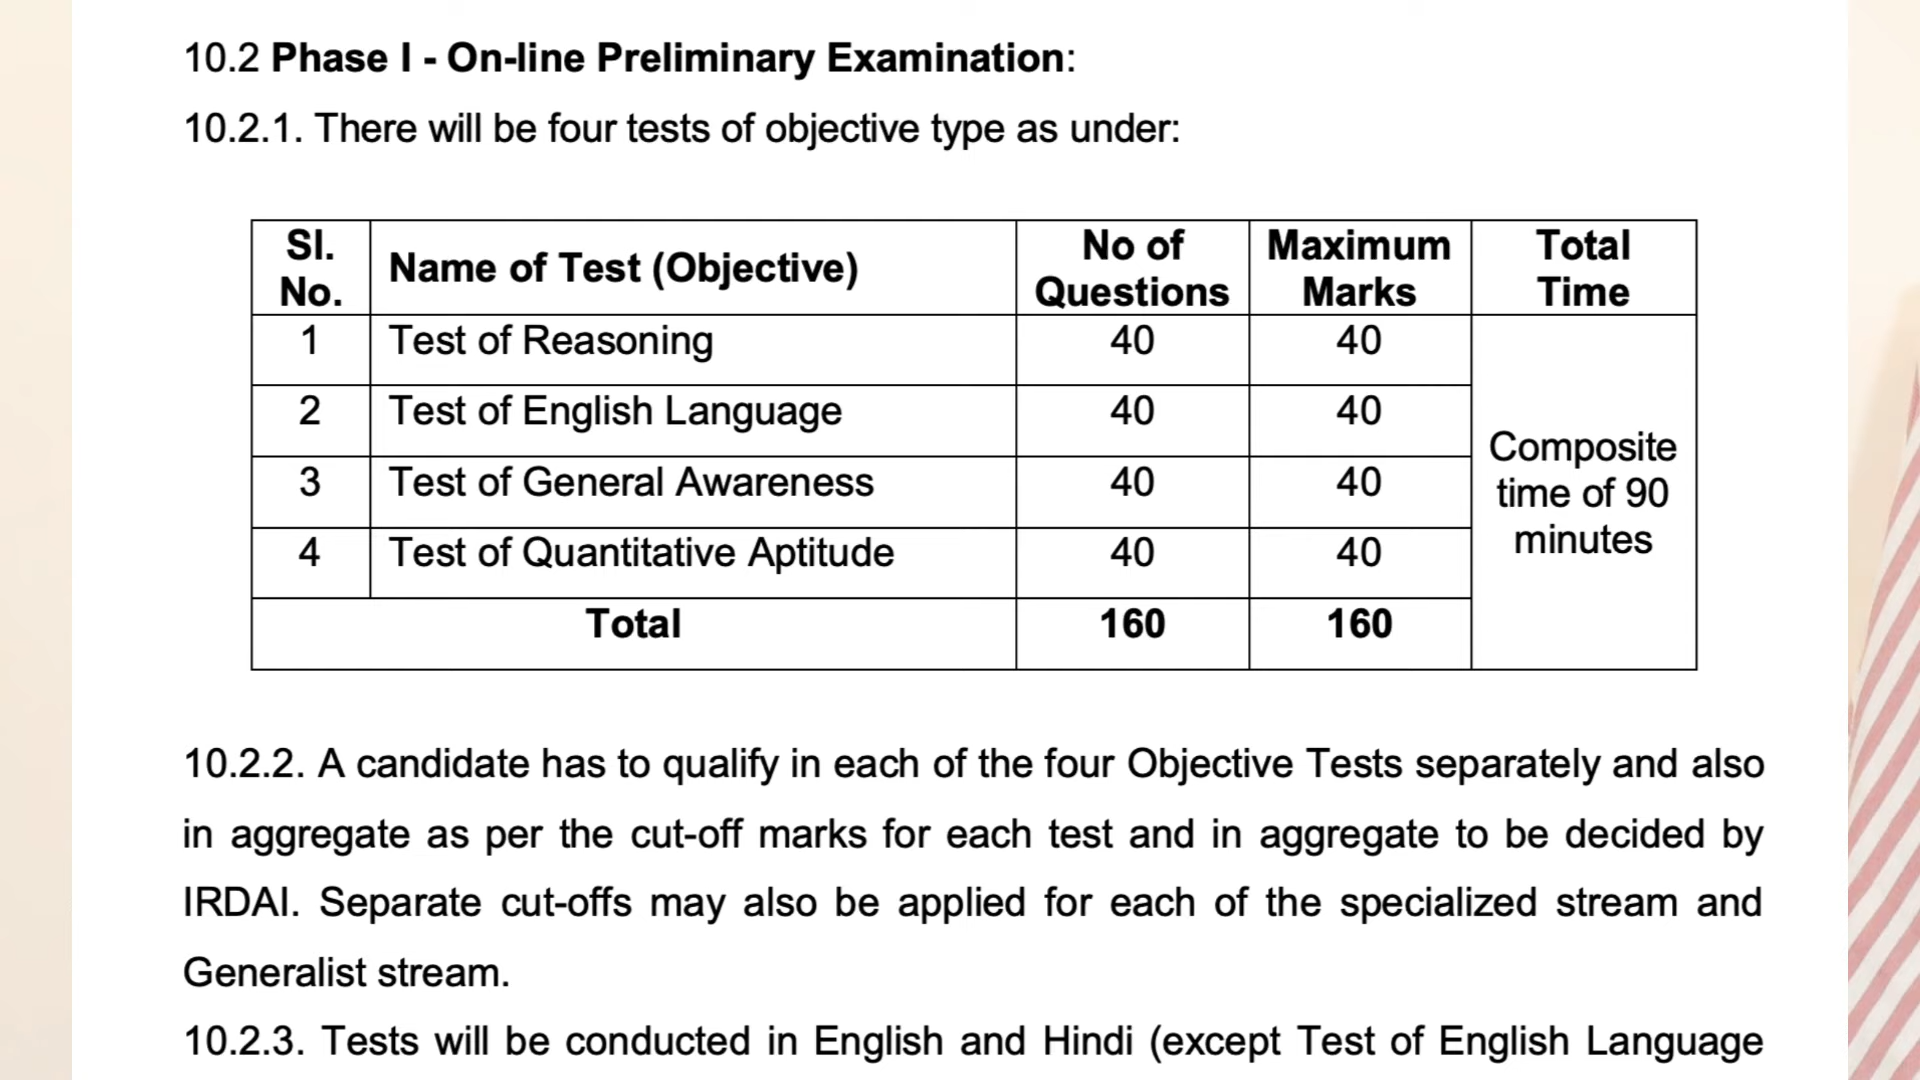 10.2 Phase I - On-line Preliminary Examination:
10.2.1. There will be four tests of objective type as under:
Sl. No. Name of Test (Objective) No of Questions Maximum Marks Total Time
1 Test of Reasoning 40 40
2 Test of English Language 40 40
3 Test of General Awareness 40 40
4 Test of Quantitative Aptitude 40 40
Composite time of 90 minutes
Total 160 160
10.2.2. A candidate has to qualify in each of the four Objective Tests separately and also
in aggregate as per the cut-off marks for each test and in aggregate to be decided by
IRDAI. Separate cut-offs may also be applied for each of the specialized stream and
Generalist stream.
10.2.3. Tests will be conducted in English and Hindi (except Test of English Language